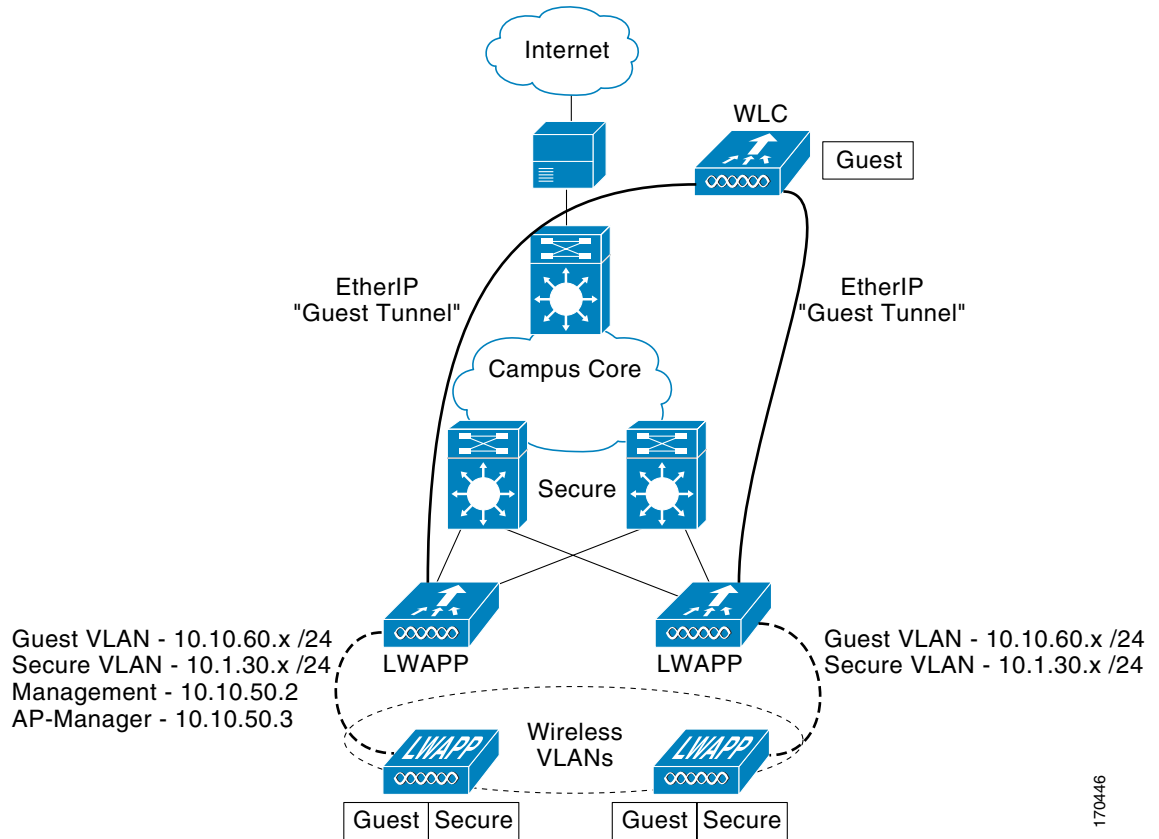 Internet
WLC
Guest
EtherIP
"Guest Tunnel"
EtherIP
"Guest Tunnel"
Campus Core
Secure
Guest VLAN - 10.10.60.x /24
Secure VLAN - 10.1.30.x /24
Management - 10.10.50.2
AP-Manager - 10.10.50.3
LWAPP
LWAPP
Guest VLAN - 10.10.60.x /24
Secure VLAN - 10.1.30.x /24
Wireless
VLANs
LWAPP
LWAPP
Guest Secure
Guest Secure
170446